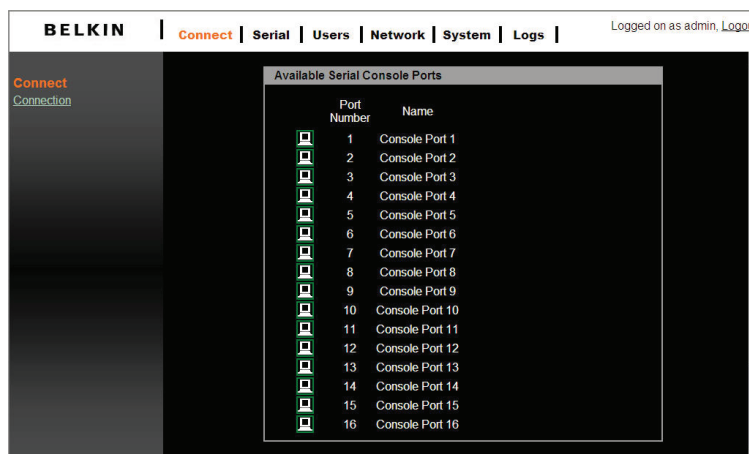 BELKIN | Connect | Serial | Users | Network | System | Logs |
Logged on as admin,
Connect
Connection
Available Serial Console Ports
Port Number Name
1 Console Port 1
2 Console Port 2
3 Console Port 3
4 Console Port 4
5 Console Port 5
6 Console Port 6
7 Console Port 7
8 Console Port 8
9 Console Port 9
10 Console Port 10
11 Console Port 11
12 Console Port 12
13 Console Port 13
14 Console Port 14
15 Console Port 15
16 Console Port 16